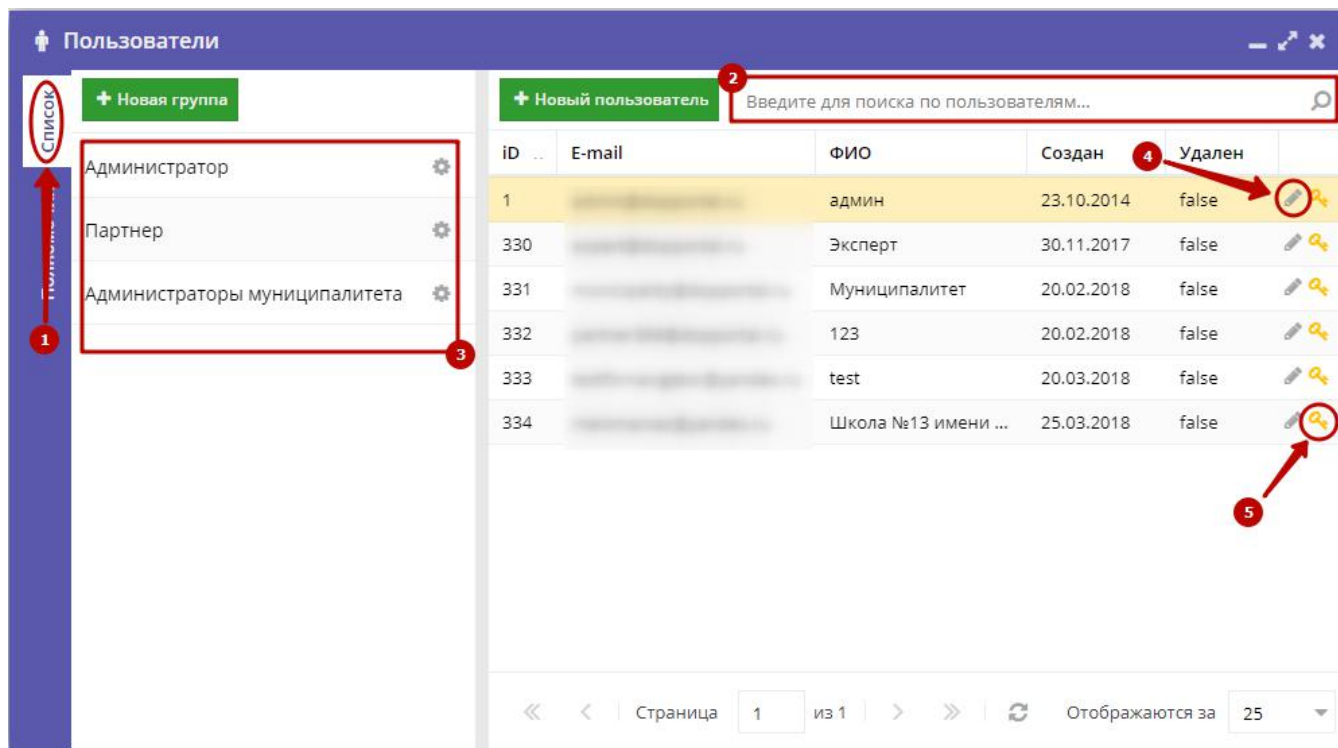 Пользователи
Список
+ Новая группа
Администратор
Партнер
Администраторы муниципалитета
+ Новый пользователь
Введите для поиска по пользователям...
iD .. E-mail ФИО Создан Удален
1 админ 23.10.2014 false
330 Эксперт 30.11.2017 false
331 Муниципалитет 20.02.2018 false
332 123 20.02.2018 false
333 test 20.03.2018 false
334 Школа №13 имени ... 25.03.2018 false
Страница 1 из 1 Отображаются за 25
1
2
3
4
5